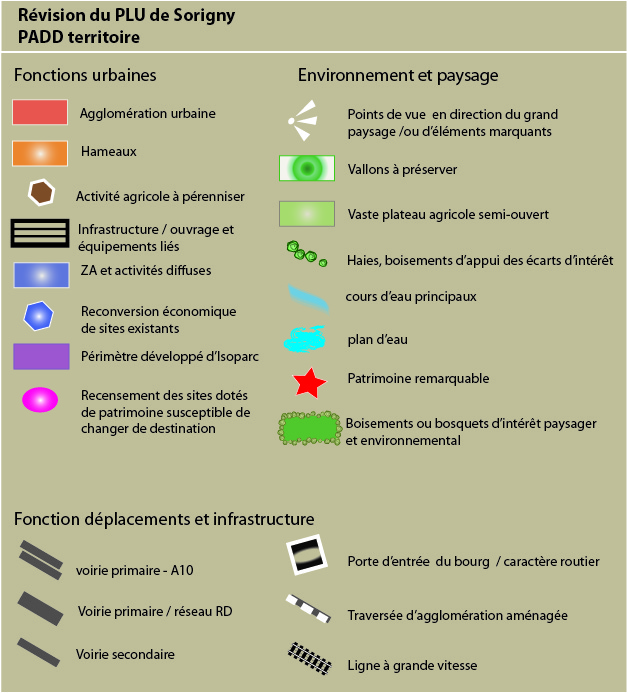 Révision du PLU de Sorigny
PADD territoire
Fonctions urbaines
Agglomération urbaine
Hameaux
Activité agricole à pérenniser
Infrastructure / ouvrage et
équipements liés
ZA et activités diffuses
Reconversion économique
de sites existants
Périmètre développé d'Isoparc
Recensement des sites dotés
de patrimoine susceptible de
changer de destination
Environnement et paysage
Points de vue en direction du grand
paysage /ou d'éléments marquants
Vallons à préserver
Vaste plateau agricole semi-ouvert
Haies, boisements d'appui des écarts d'intérêt
cours d'eau principaux
plan d'eau
Patrimoine remarquable
Boisements ou bosquets d'intérêt paysager
et environnemental
Fonction déplacements et infrastructure
voirie primaire - A10
Voirie primaire / réseau RD
Voirie secondaire
Porte d'entrée du bourg / caractère routier
Traversée d'agglomération aménagée
Ligne à grande vitesse